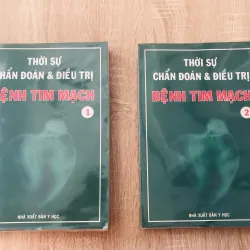 THỜI SỰ
CHẨN ĐOÁN & ĐIỀU TRỊ
BỆNH TIM MẠCH
1
NHÀ XUẤT BẢN Y HỌC
THỜI SỰ
CHẨN ĐOÁN & ĐIỀU TRỊ
BỆNH TIM MẠCH
2
NHÀ XUẤT BẢN Y HỌC